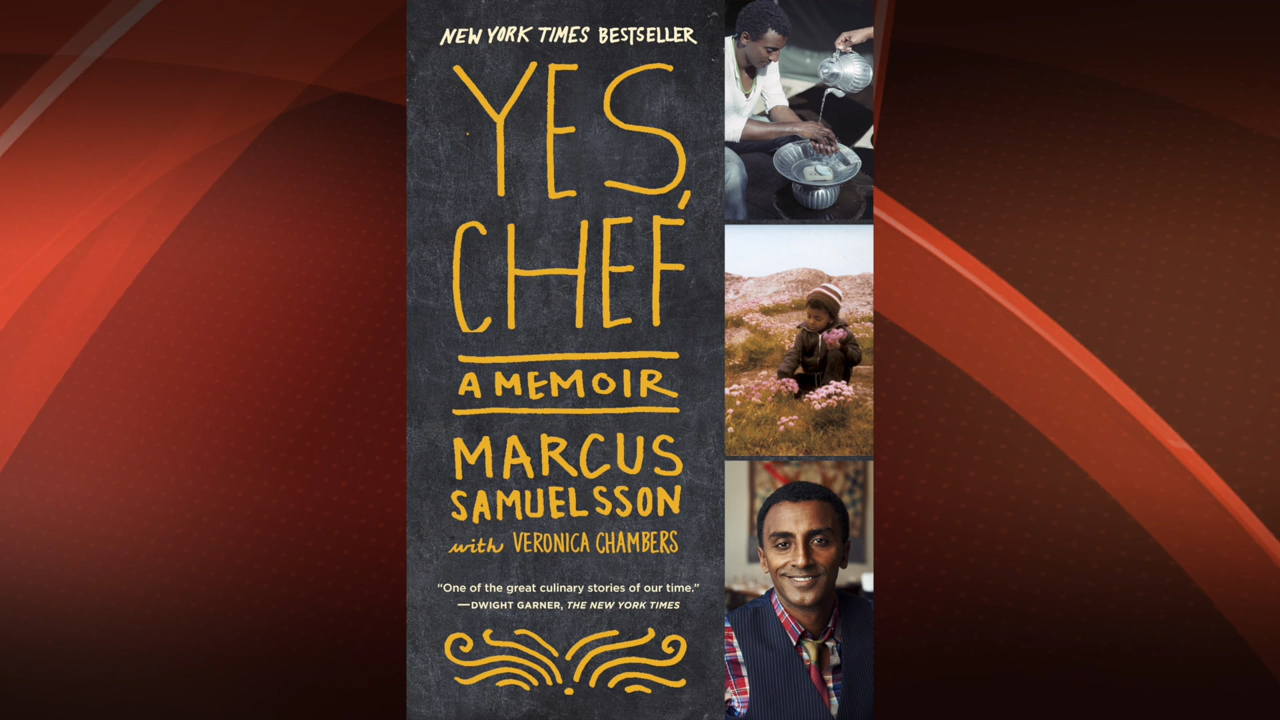 NEW YORK TIMES BESTSELLER
YES,
CHEF
A MEMOIR
MARCUS
SAMUELSSON
with VERONICA CHAMBERS
“One of the great culinary stories of our time.”
—DWIGHT GARNER, THE NEW YORK TIMES